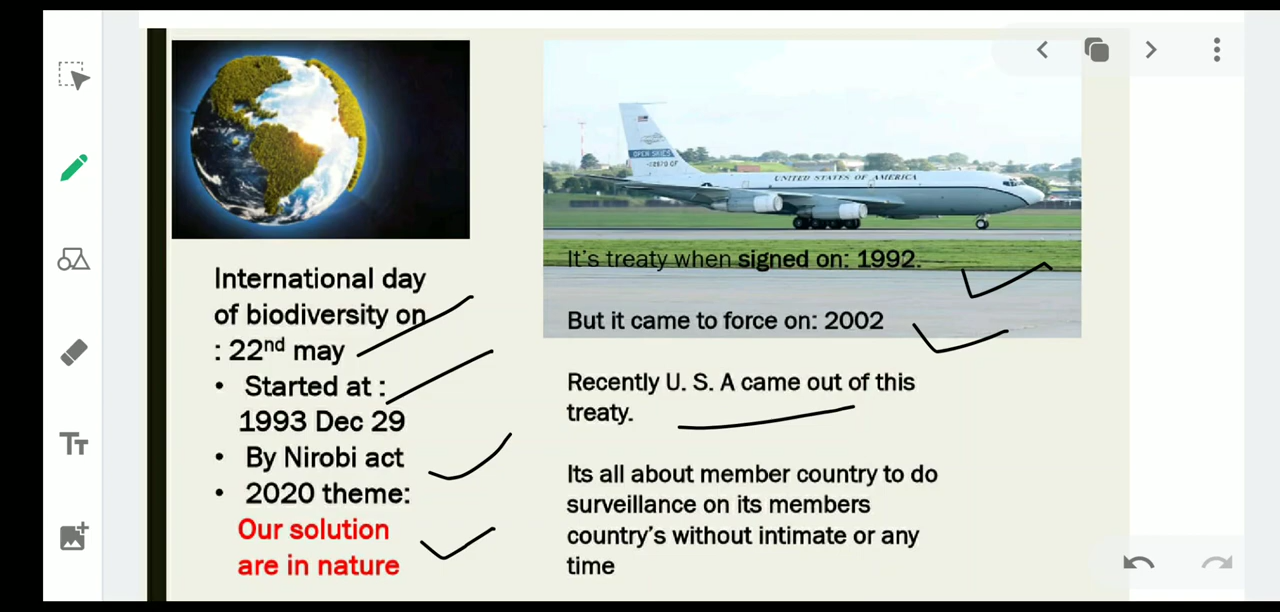 OPEN SKIES
UNITED STATES OF AMERICA
International day
of biodiversity on
: 22nd may
• Started at :
1993 Dec 29
• By Nirobi act
• 2020 theme:
Our solution
are in nature
It's treaty when signed on: 1992.
But it came to force on: 2002
Recently U. S. A came out of this
treaty.
Its all about member country to do
surveillance on its members
country's without intimate or any
time
TT